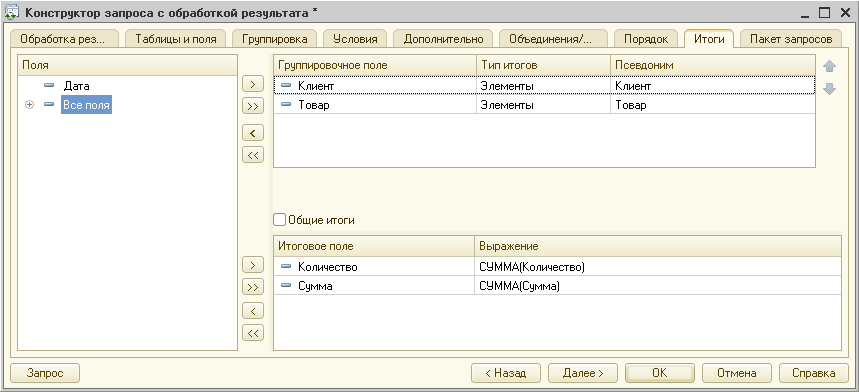 Конструктор запроса с обработкой результата *
Обработка рез... Таблицы и поля Группировка Условия Дополнительно Объединения/... Порядок Итоги Пакет запросов
Поля
Дата
Все поля
>
>>
<
<<
Группировочное поле Тип итогов Псевдоним
Клиент Элементы Клиент
Товар Элементы Товар
Общие итоги
>
>>
<
<<
Итоговое поле Выражение
Количество СУММА(Количество)
Сумма СУММА(Сумма)
Запрос < Назад Далее > OK Отмена Справка